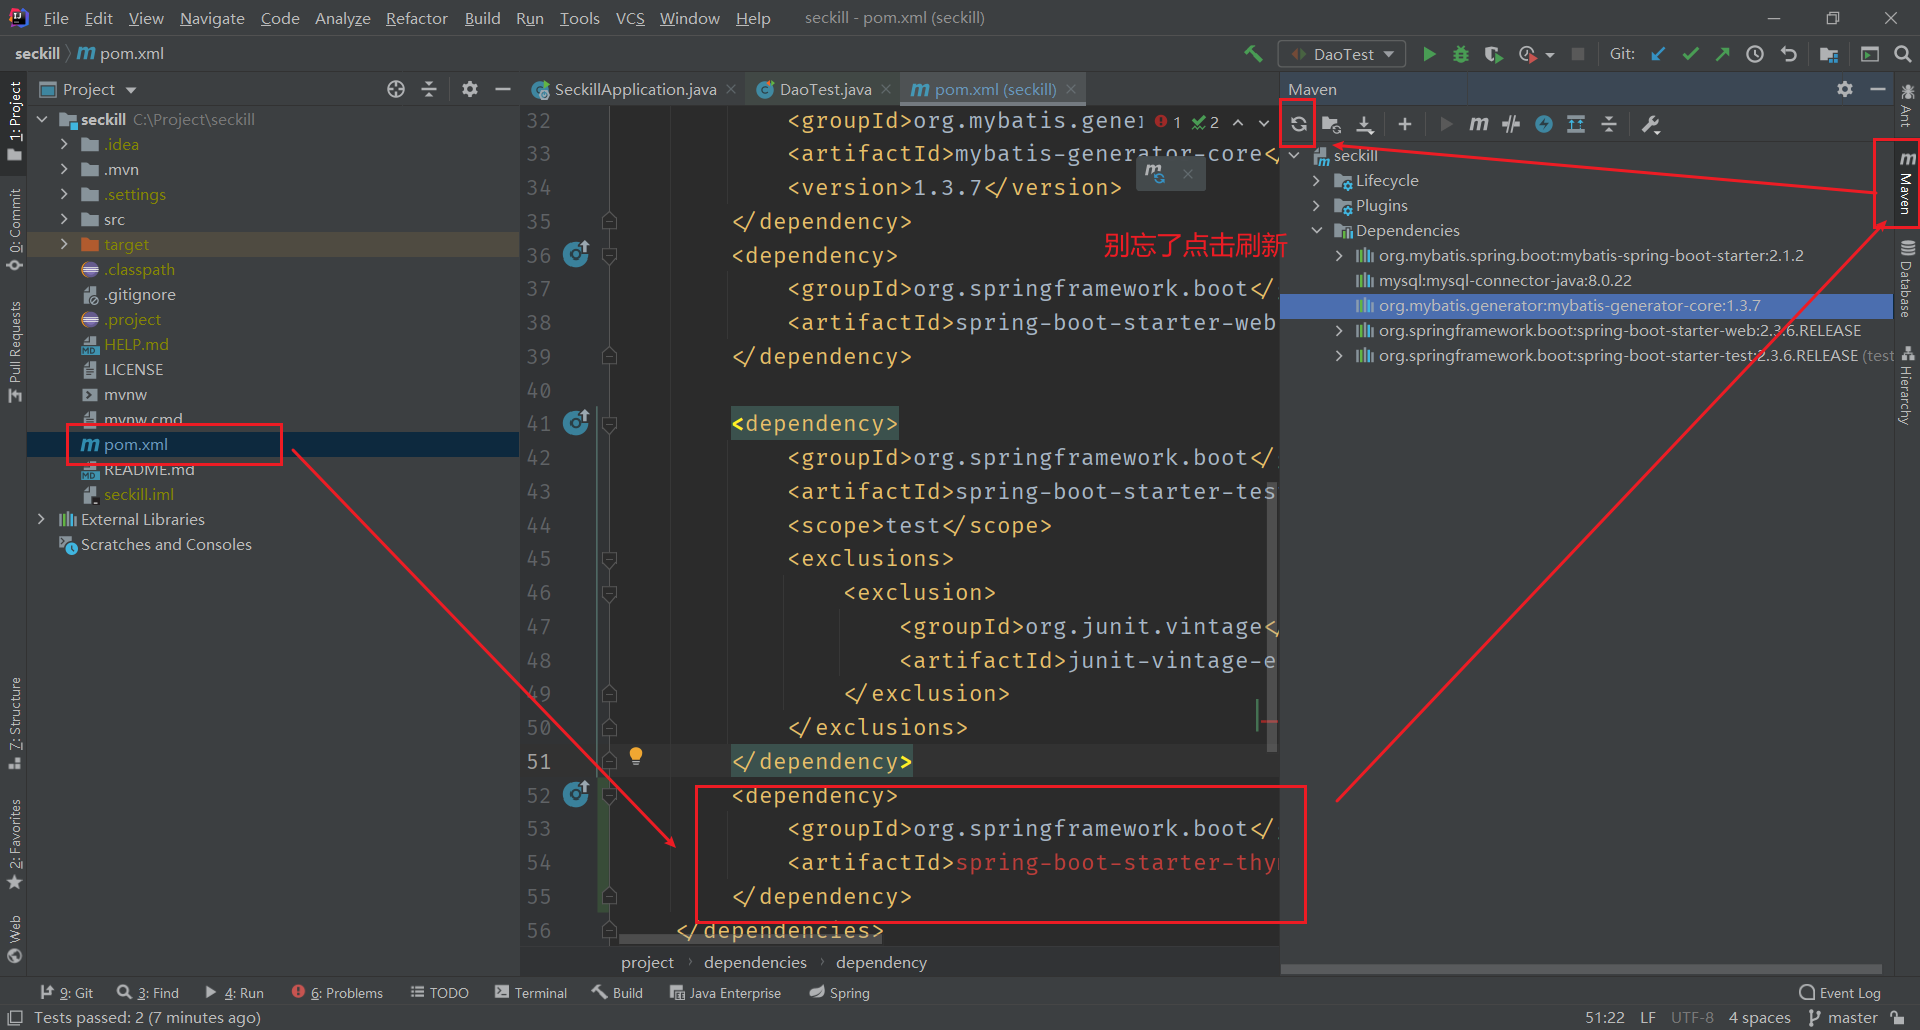 File Edit View Navigate Code Analyze Refactor Build Run Tools VCS Window Help seckill - pom.xml (seckill)
seckill pom.xml
DaoTest
Git:
1: Project
0: Commit
Pull Requests
7: Structure
2: Favorites
Web
Project
seckill C:\Project\seckill
.idea
.mvn
.settings
src
target
.classpath
.gitignore
.project
HELP.md
LICENSE
mvnw
mvnw.cmd
pom.xml
README.md
seckill.iml
External Libraries
Scratches and Consoles
SeckillApplication.java DaoTest.java pom.xml (seckill)
1 2
32 <groupId>org.mybatis.gene
33 <artifactId>mybatis-generator-core</
34 <version>1.3.7</version>
35 </dependency>
36 <dependency>
37 <groupId>org.springframework.boot</
38 <artifactId>spring-boot-starter-web
39 </dependency>
40
41 <dependency>
42 <groupId>org.springframework.boot</
43 <artifactId>spring-boot-starter-tes
44 <scope>test</scope>
45 <exclusions>
46 <exclusion>
47 <groupId>org.junit.vintage</
48 <artifactId>junit-vintage-e
49 </exclusion>
50 </exclusions>
51 </dependency>
52 <dependency>
53 <groupId>org.springframework.boot</
54 <artifactId>spring-boot-starter-thy
55 </dependency>
56 </dependencies>
别忘了点击刷新
project dependencies dependency
Maven
seckill
Lifecycle
Plugins
Dependencies
org.mybatis.spring.boot:mybatis-spring-boot-starter:2.1.2
mysql:mysql-connector-java:8.0.22
org.mybatis.generator:mybatis-generator-core:1.3.7
org.springframework.boot:spring-boot-starter-web:2.3.6.RELEASE
org.springframework.boot:spring-boot-starter-test:2.3.6.RELEASE (test
Ant
Maven
Database
Hierarchy
9: Git 3: Find 4: Run 6: Problems TODO Terminal Build Java Enterprise Spring Event Log
Tests passed: 2 (7 minutes ago) 51:22 LF UTF-8 4 spaces master